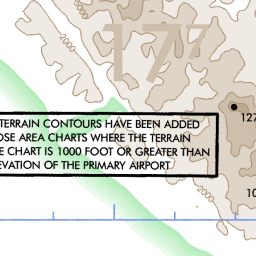 17⁷
TERRAIN CONTOURS HAVE BEEN ADDED
OSE AREA CHARTS WHERE THE TERRAIN
E CHART IS 1000 FOOT OR GREATER THAN
EVATION OF THE PRIMARY AIRPORT
127
10